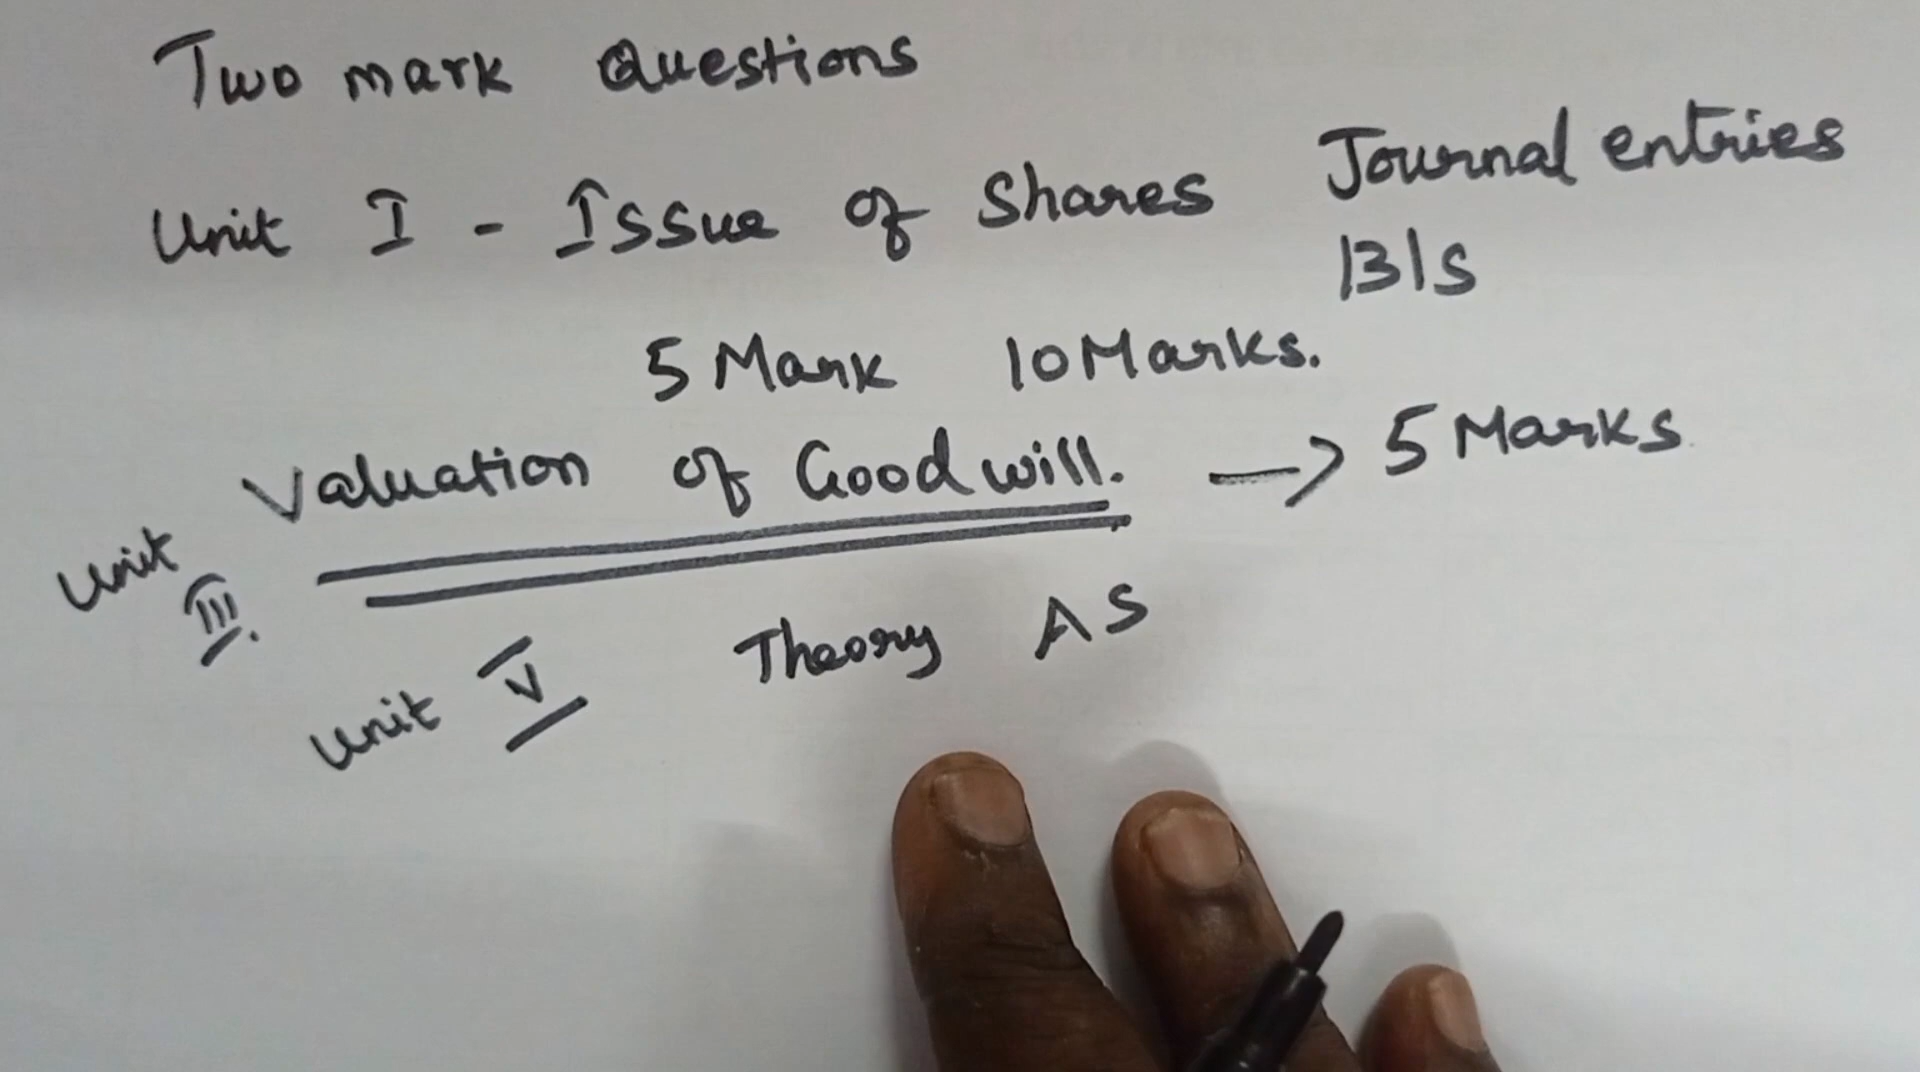 Two mark Questions
Unit I - Issue of Shares Journal entries
B/S
5 Mark 10 Marks.
Unit III. Valuation of Goodwill. -> 5 Marks
Unit V Theory AS